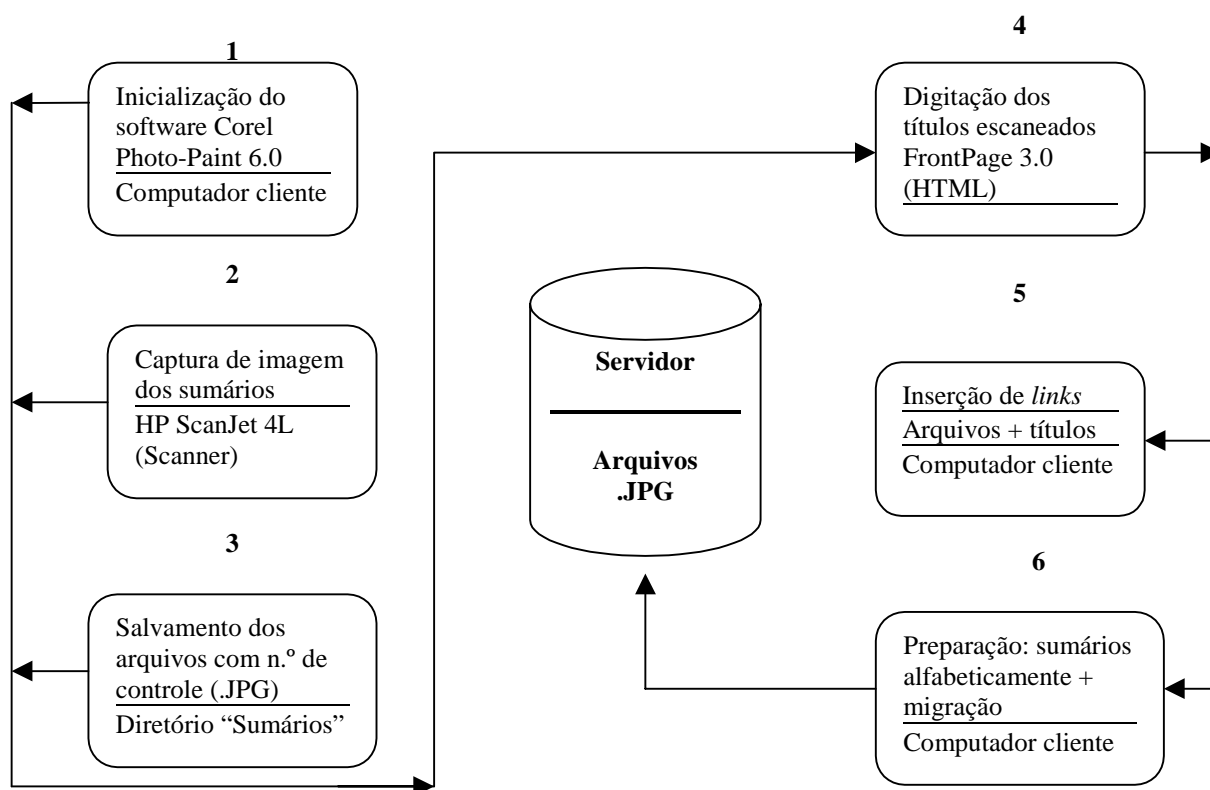 1
Inicialização do
software Corel
Photo-Paint 6.0
Computador cliente
2
Captura de imagem
dos sumários
HP ScanJet 4L
(Scanner)
3
Salvamento dos
arquivos com n.º de
controle (.JPG)
Diretório “Sumários”
4
Digitação dos
títulos escaneados
FrontPage 3.0
(HTML)
5
Inserção de links
Arquivos + títulos
Computador cliente
6
Preparação: sumários
alfabeticamente +
migração
Computador cliente
Servidor
Arquivos
.JPG